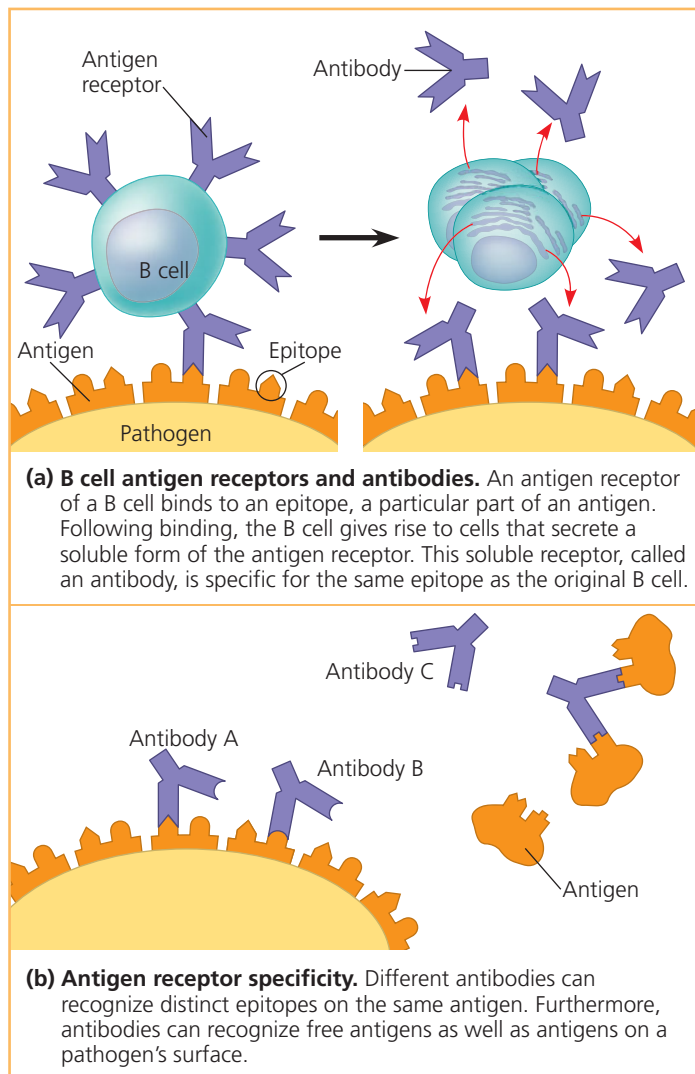 Antigen
receptor
Antibody
B cell
Antigen
Epitope
Pathogen
(a) B cell antigen receptors and antibodies. An antigen receptor
of a B cell binds to an epitope, a particular part of an antigen.
Following binding, the B cell gives rise to cells that secrete a
soluble form of the antigen receptor. This soluble receptor, called
an antibody, is specific for the same epitope as the original B cell.
Antibody C
Antibody A
Antibody B
Antigen
(b) Antigen receptor specificity. Different antibodies can
recognize distinct epitopes on the same antigen. Furthermore,
antibodies can recognize free antigens as well as antigens on a
pathogen's surface.